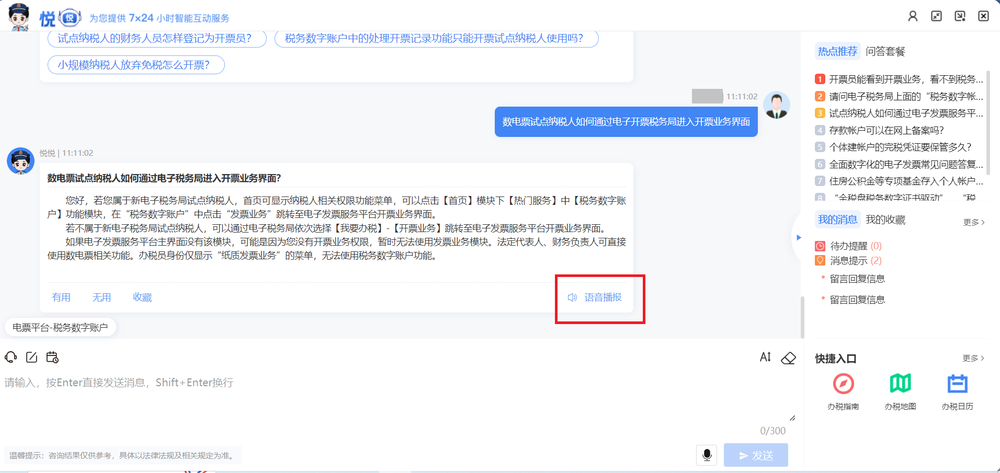 悦 悦 为您提供 7×24 小时智能互动服务
试点纳税人的财务人员怎样登记为开票员？
税务数字账户中的处理开票记录功能只能开票试点纳税人使用吗？
小规模纳税人放弃免税怎么开票？
11:11:02
数电票试点纳税人如何通过电子开票税务局进入开票业务界面
悦悦 | 11:11:02
数电票试点纳税人如何通过电子税务局进入开票业务界面？
您好，若您属于新电子税务局试点纳税人，首页可显示纳税人相关权限功能菜单，可以点击【首页】模块下【热门服务】中【税务数字账
户】功能模块，在“税务数字账户”中点击“发票业务”跳转至电子发票服务平台开票业务界面。
若不属于新电子税务局试点纳税人，可以通过电子税务局依次选择【我要办税】-【开票业务】跳转至电子发票服务平台开票业务界面。
如果电子发票服务平台主界面没有该模块，可能是因为您没有开票业务权限，暂时无法使用发票业务模块。法定代表人、财务负责人可直接
使用数电票相关功能。办税员身份仅显示“纸质发票业务”的菜单，无法使用税务数字账户功能。
有用 无用 收藏 语音播报
电票平台-税务数字账户
请输入，按Enter直接发送消息，Shift+Enter换行
0/300
温馨提示：咨询结果仅供参考，具体以法律法规及相关规定为准。
发送
热点推荐 问答套餐
1 开票员能看到开票业务，看不到税务...
2 请问电子税务局上面的“税务数字帐...
3 试点纳税人如何通过电子发票服务平...
4 存款帐户可以在网上备案吗？
5 个体建帐户的完税凭证要保管多久？
6 全面数字化的电子发票常见问题答复...
7 住房公积金等专项基金存入个人帐户...
8 “金税盘税务数字证书驱动”、“税
我的消息 我的收藏 更多
待办提醒 (0)
消息提示 (2)
留言回复信息
留言回复信息
快捷入口 更多
办税指南 办税地图 办税日历